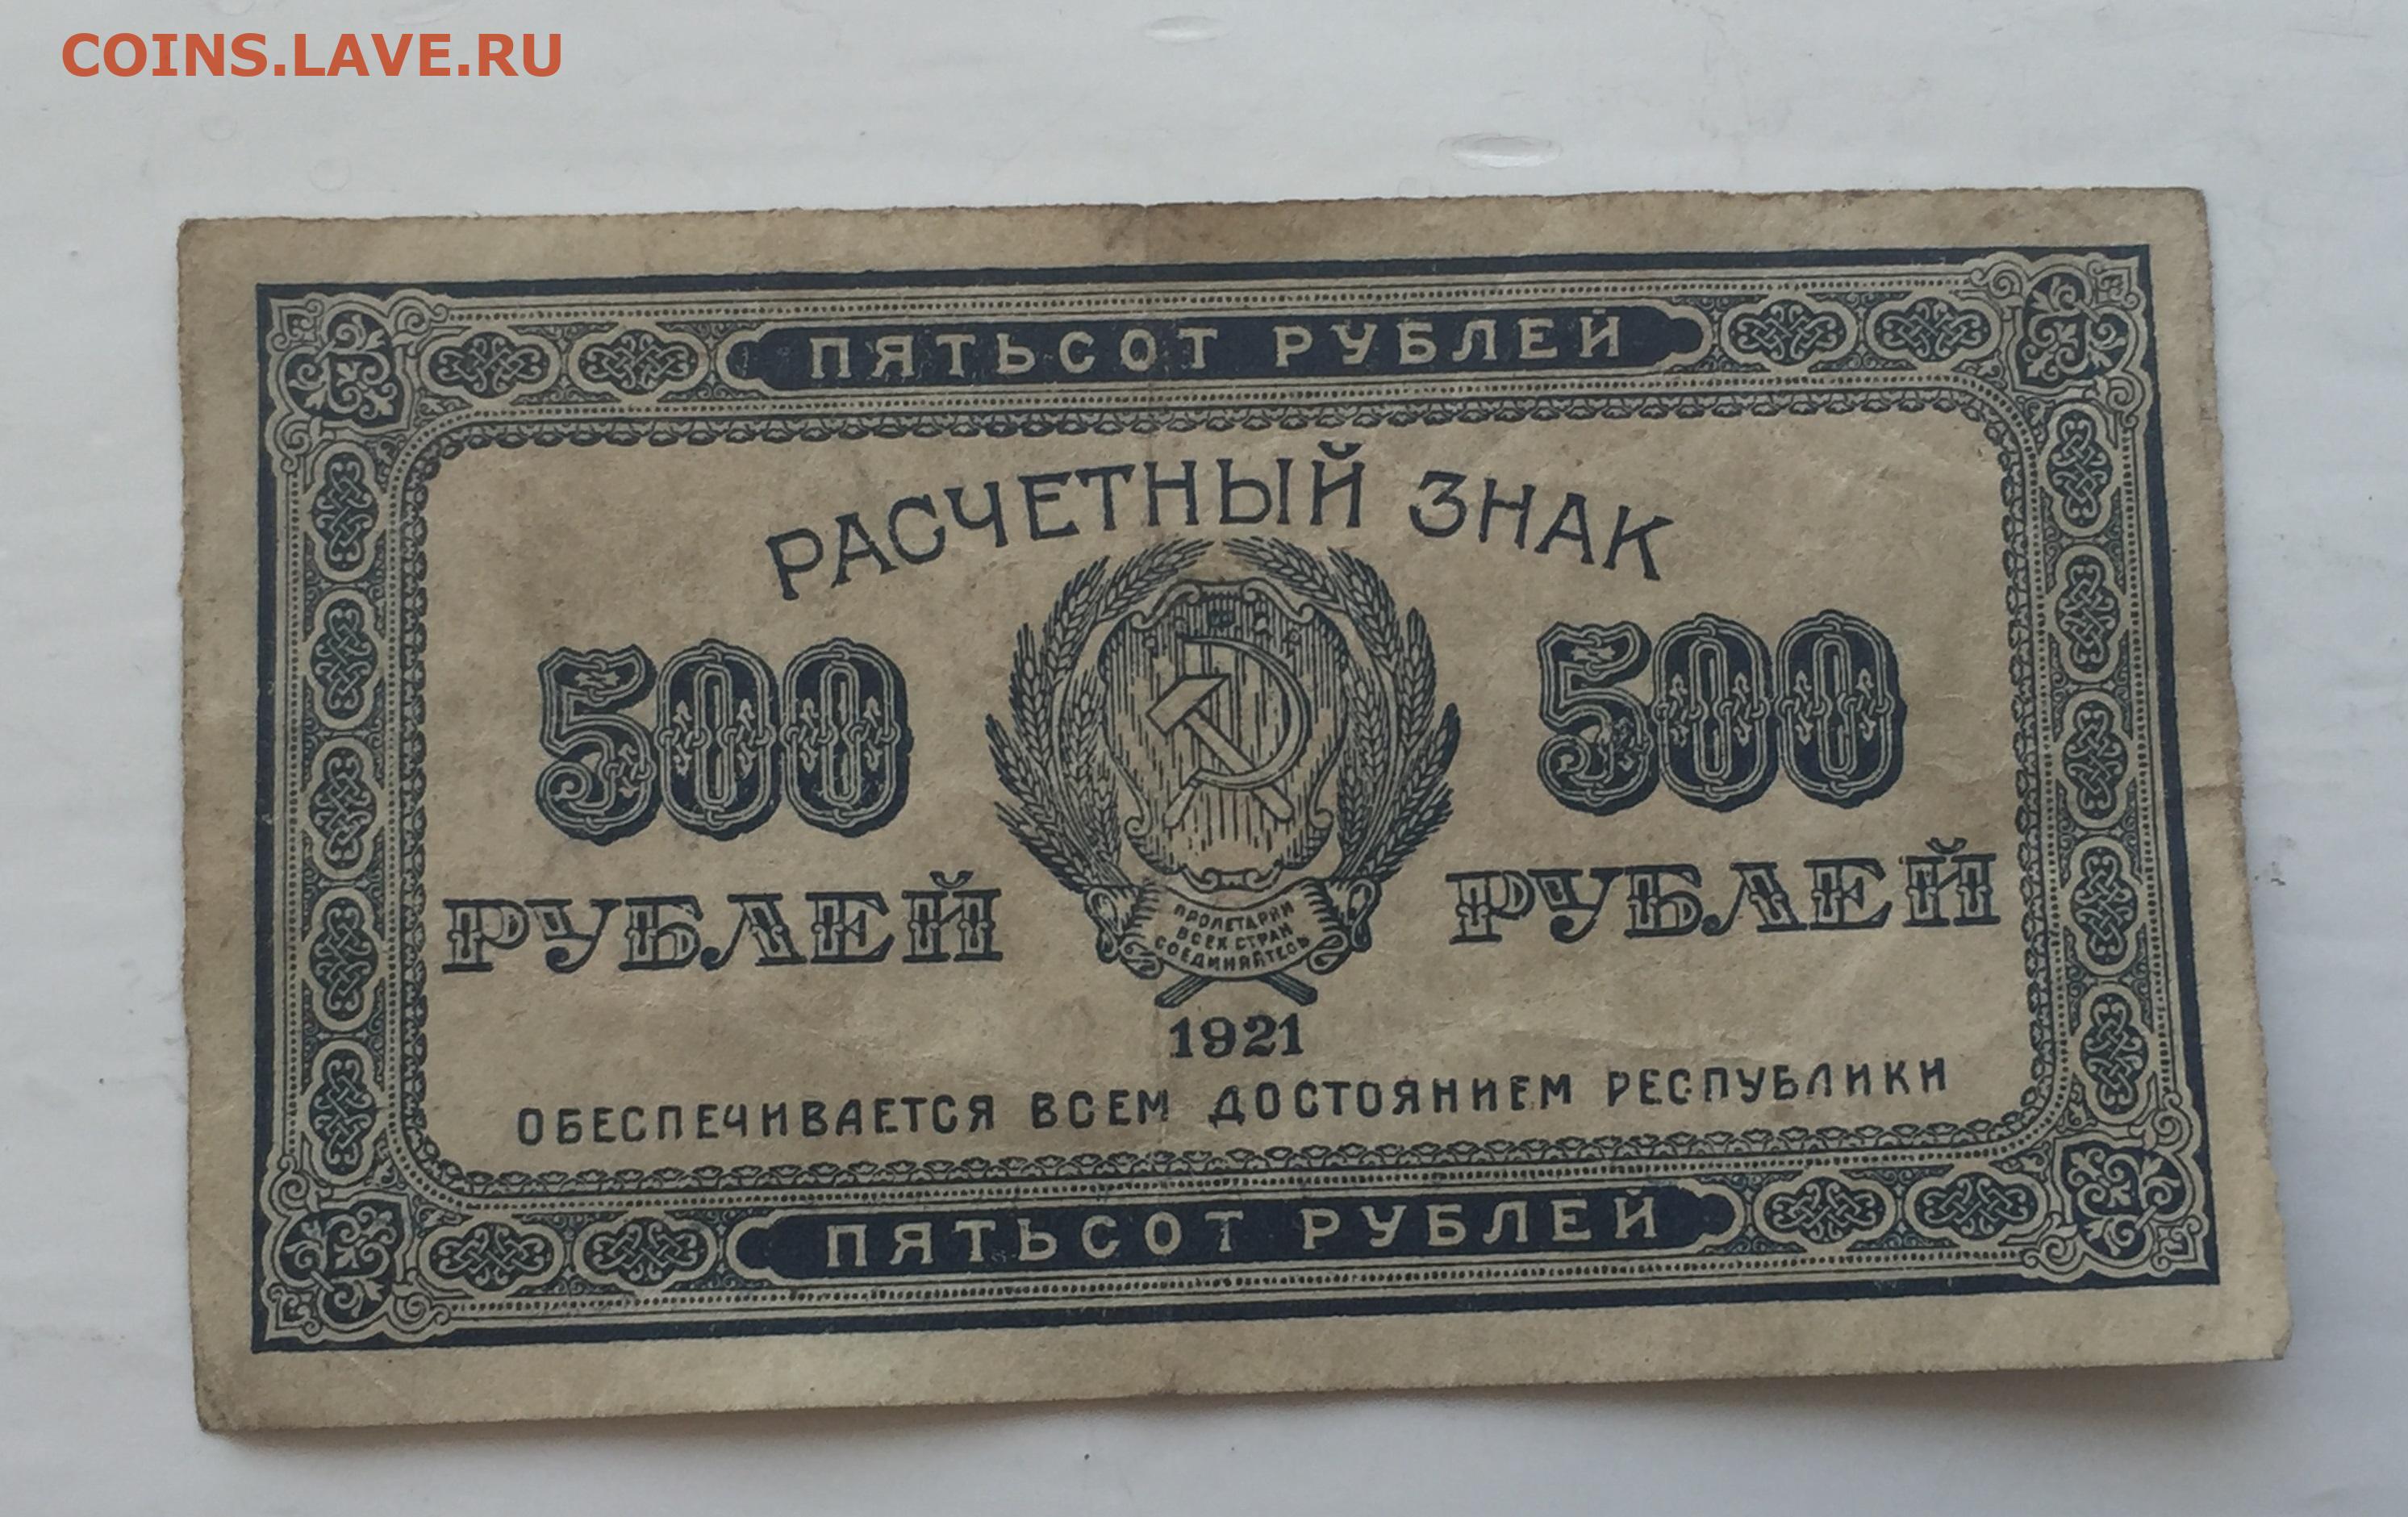 COINS.LAVE.RU
ПЯТЬСОТ РУБЛЕЙ
РАСЧЕТНЫЙ ЗНАК
500 500
РУБЛЕЙ РУБЛЕЙ
ПРОЛЕТАРИИ
ВСЕХ СТРАН
СОЕДИНЯЙТЕСЬ
1921
ОБЕСПЕЧИВАЕТСЯ ВСЕМ ДОСТОЯНИЕМ РЕСПУБЛИКИ
ПЯТЬСОТ РУБЛЕЙ